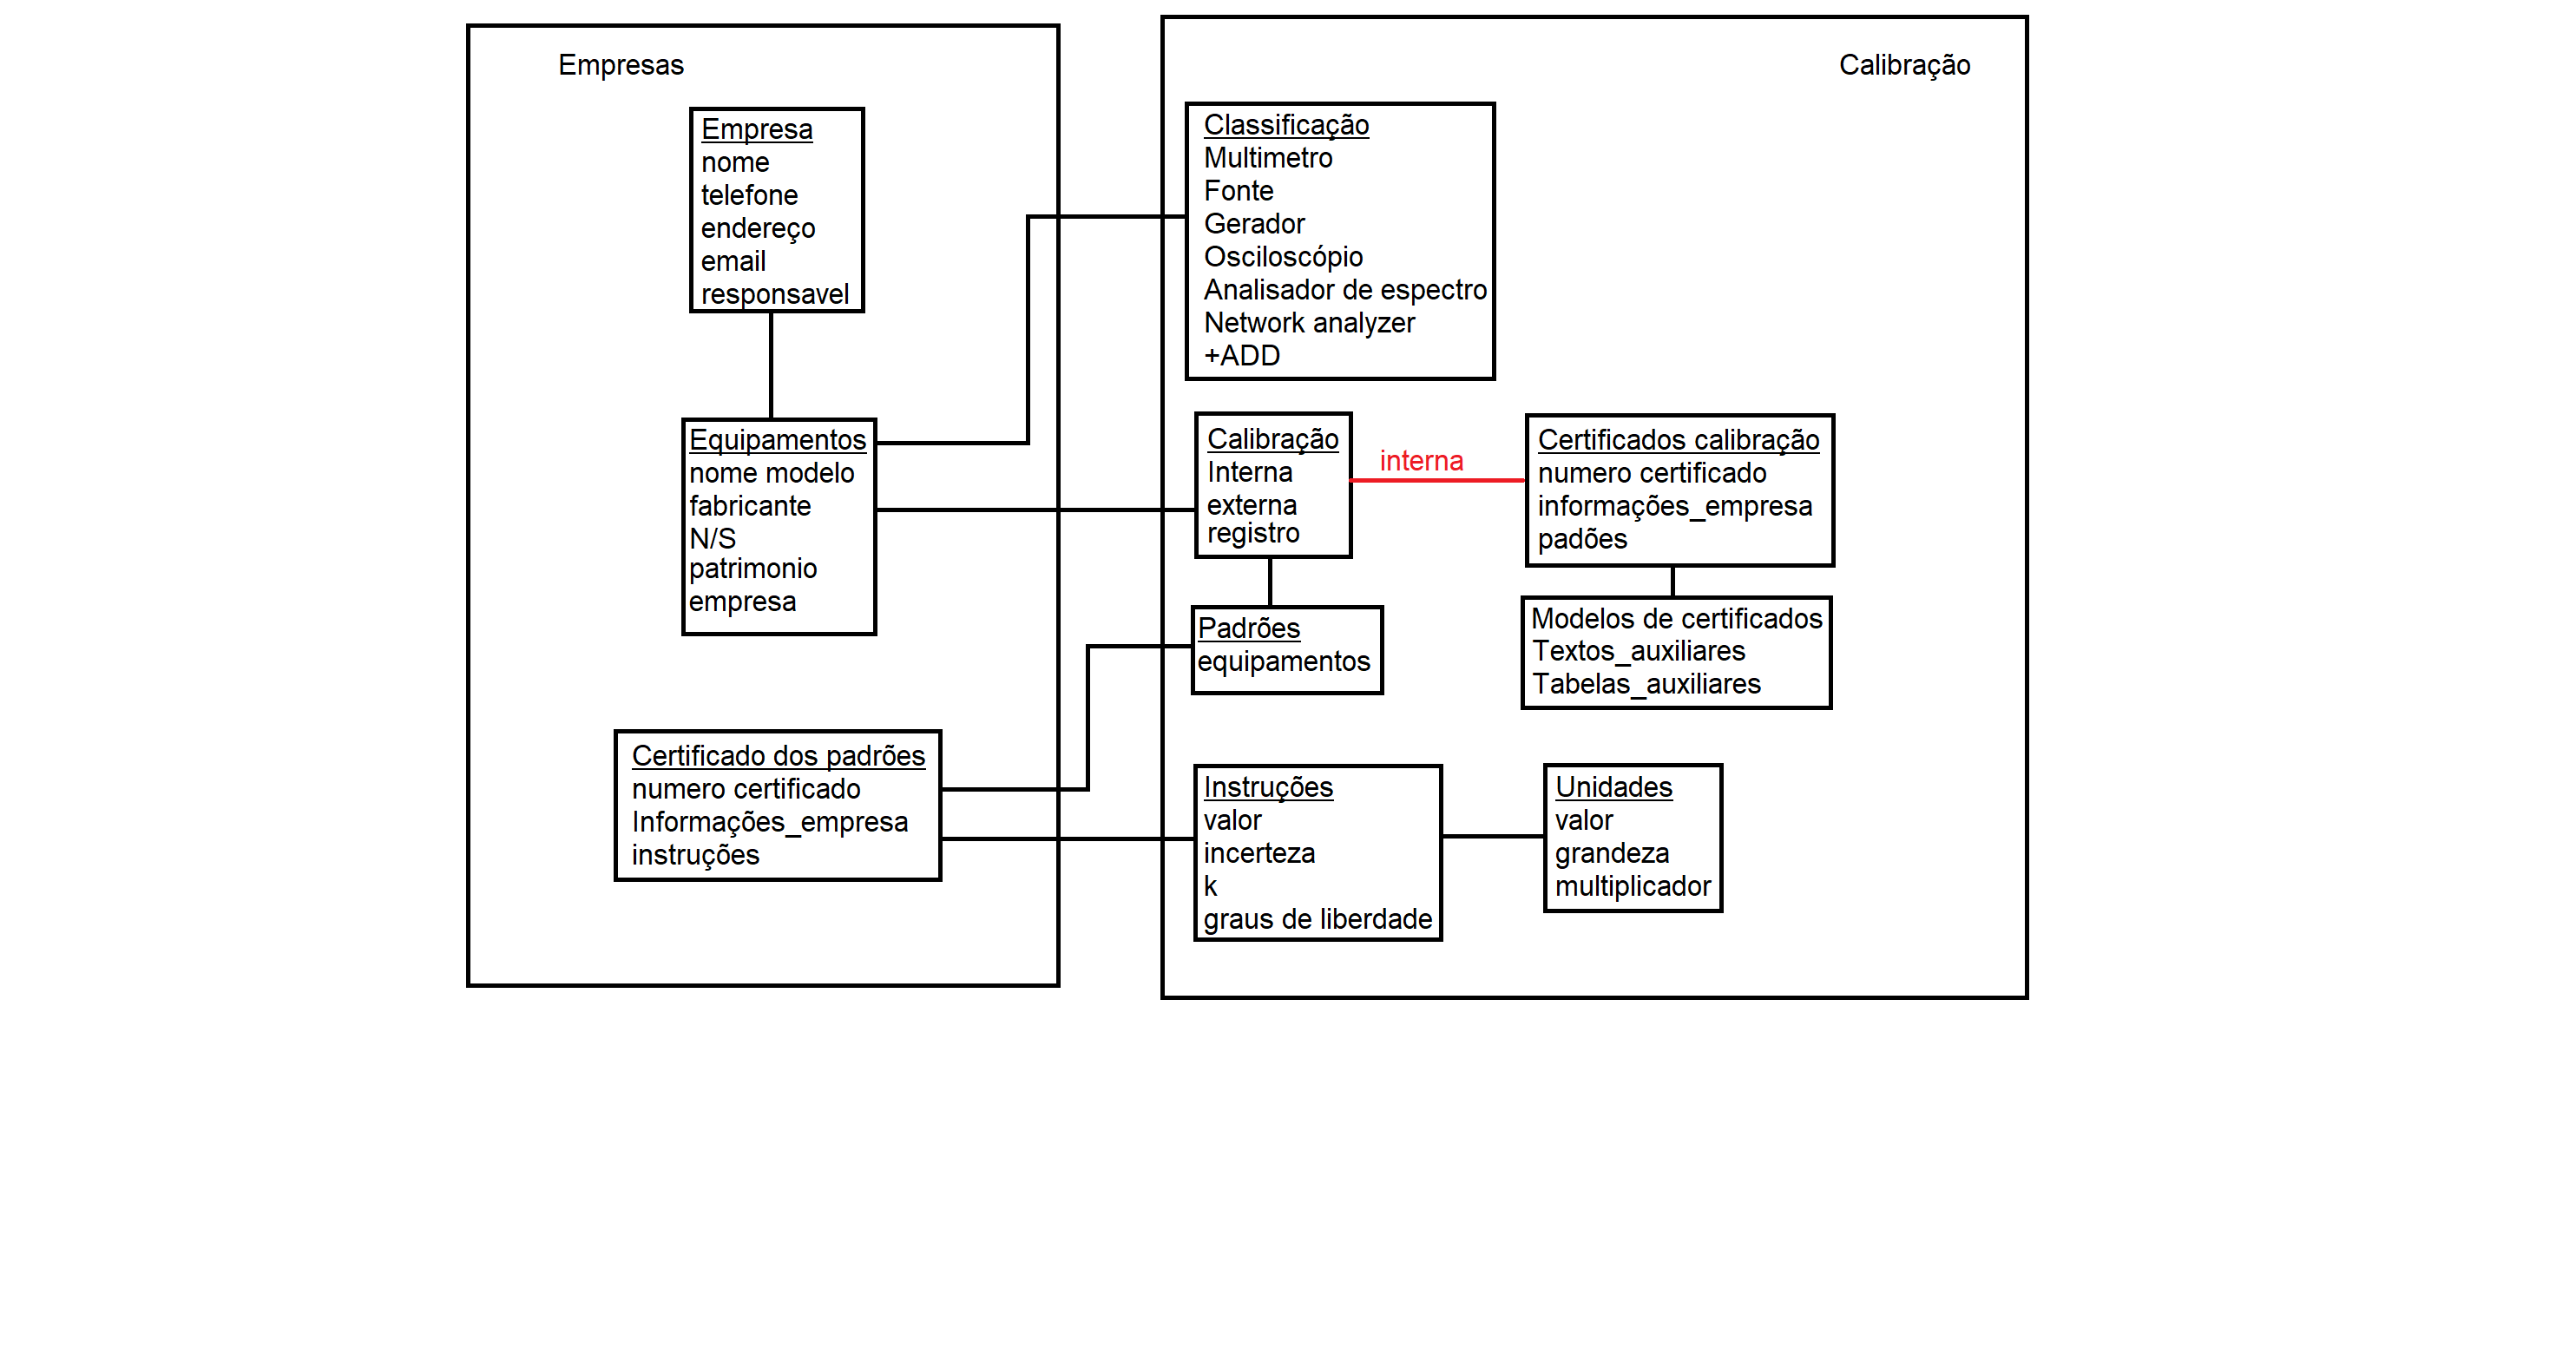 Empresas
Empresa
nome
telefone
endereço
email
responsavel
Equipamentos
nome modelo
fabricante
N/S
patrimonio
empresa
Certificado dos padrões
numero certificado
Informações_empresa
instruções
Calibração
Classificação
Multimetro
Fonte
Gerador
Osciloscópio
Analisador de espectro
Network analyzer
+ADD
Calibração
Interna
externa
registro
interna
Certificados calibração
numero certificado
informações_empresa
padões
Padrões
equipamentos
Modelos de certificados
Textos_auxiliares
Tabelas_auxiliares
Instruções
valor
incerteza
k
graus de liberdade
Unidades
valor
grandeza
multiplicador